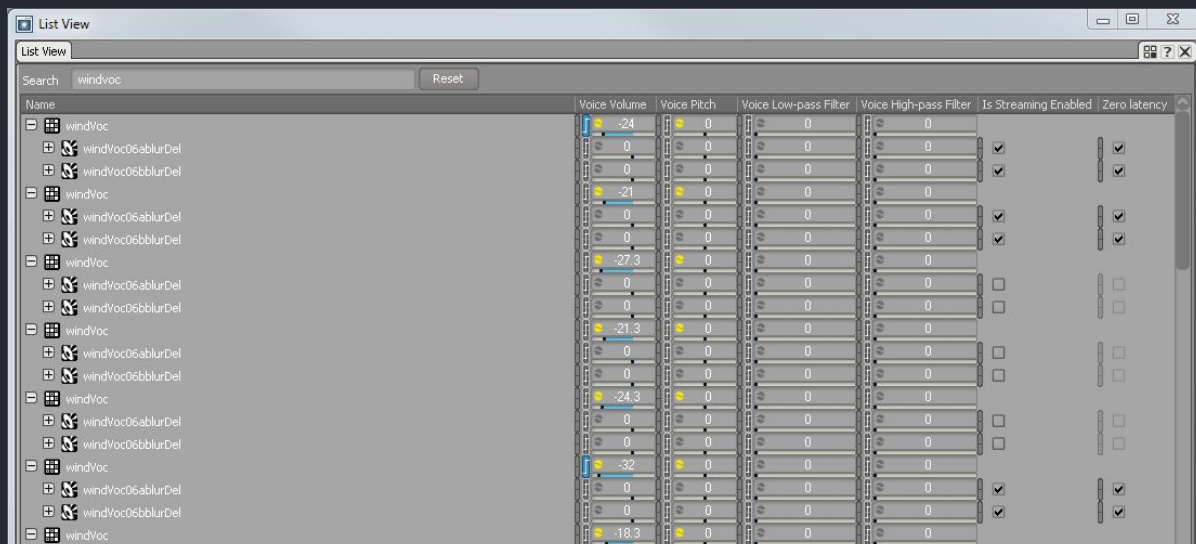 List View
List View ?
Search windvoc Reset
Name Voice Volume Voice Pitch Voice Low-pass Filter Voice High-pass Filter Is Streaming Enabled Zero latency
windVoc -24 0 0 0
windVoc06ablurDel 0 0 0 0
windVoc06bblurDel 0 0 0 0
windVoc -21 0 0 0
windVoc06ablurDel 0 0 0 0
windVoc06bblurDel 0 0 0 0
windVoc -27.3 0 0 0
windVoc06ablurDel 0 0 0 0
windVoc06bblurDel 0 0 0 0
windVoc -21.3 0 0 0
windVoc06ablurDel 0 0 0 0
windVoc06bblurDel 0 0 0 0
windVoc -24.3 0 0 0
windVoc06ablurDel 0 0 0 0
windVoc06bblurDel 0 0 0 0
windVoc -32 0 0 0
windVoc06ablurDel 0 0 0 0
windVoc06bblurDel 0 0 0 0
windVoc -18.3 0 0 0